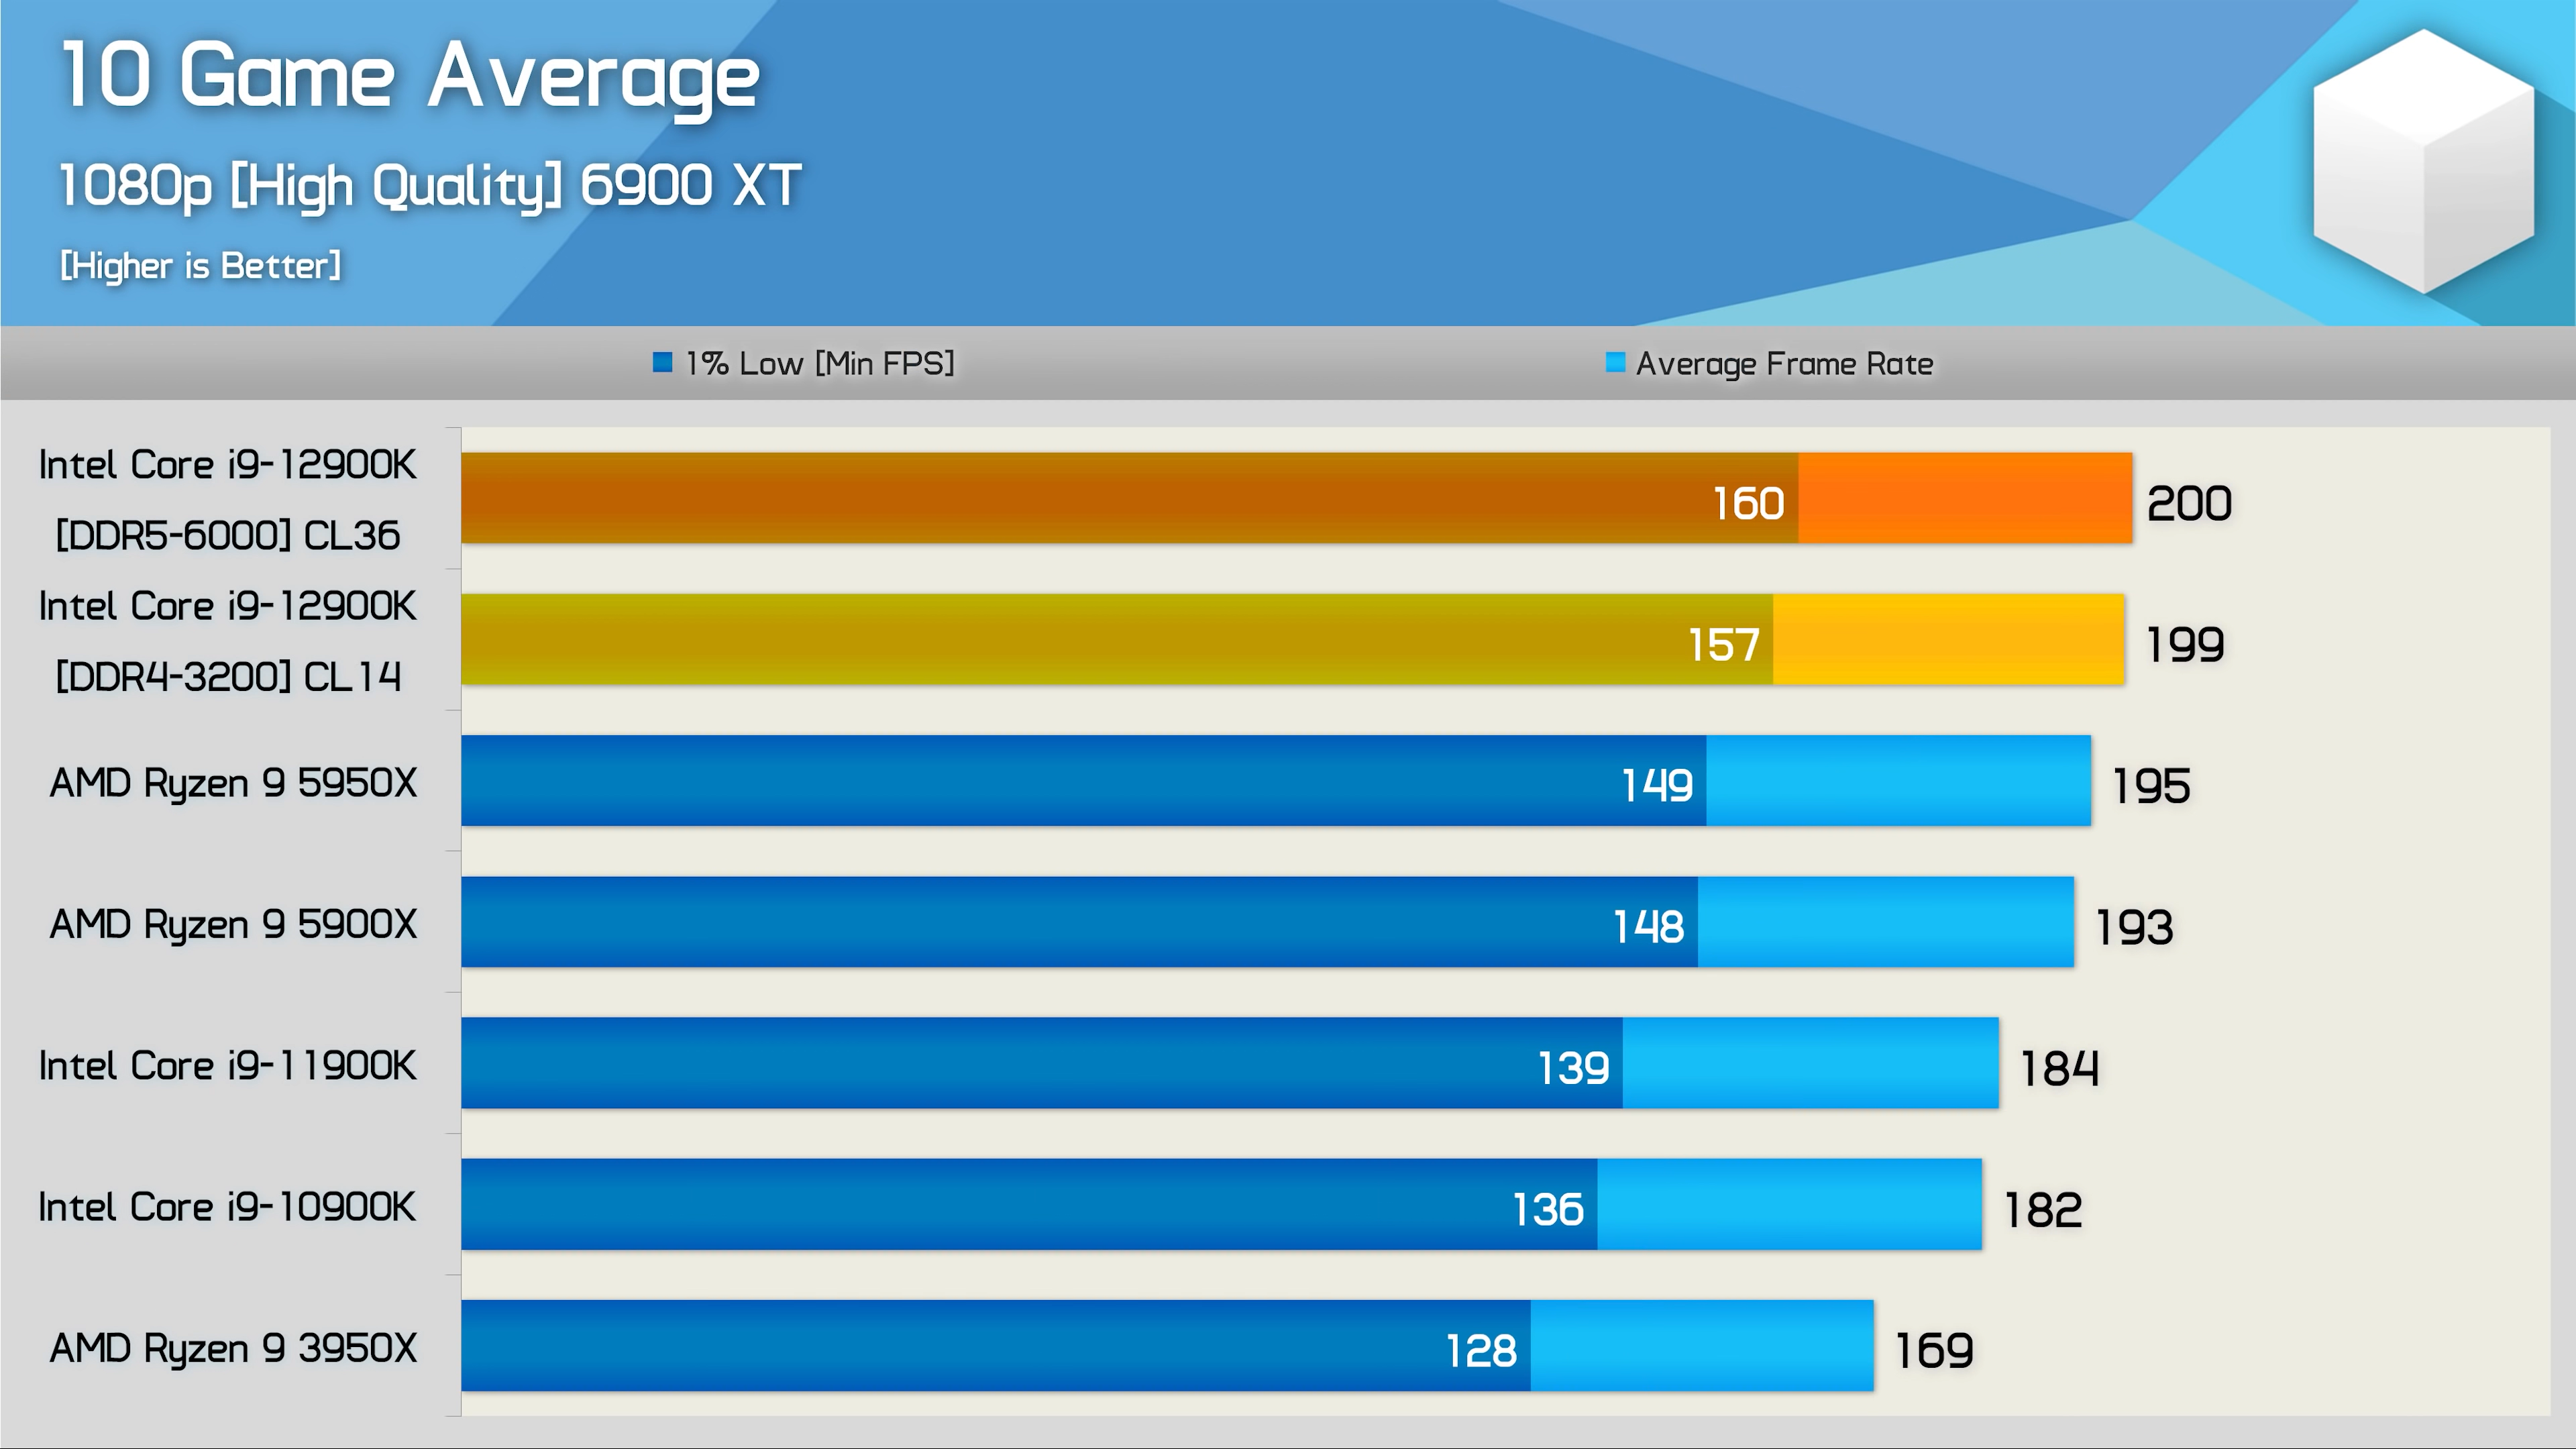 10 Game Average
1080p [High Quality] 6900 XT
[Higher is Better]
1% Low [Min FPS]
Average Frame Rate
Intel Core i9-12900K
[DDR5-6000] CL36
160
200
Intel Core i9-12900K
[DDR4-3200] CL14
157
199
AMD Ryzen 9 5950X
149
195
AMD Ryzen 9 5900X
148
193
Intel Core i9-11900K
139
184
Intel Core i9-10900K
136
182
AMD Ryzen 9 3950X
128
169